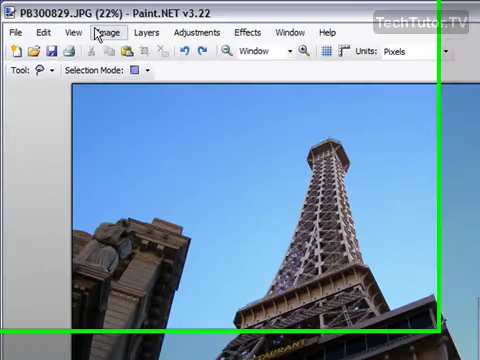 PB300829.JPG (22%) - Paint.NET v3.22
TechTutor.TV
File Edit View Image Layers Adjustments Effects Window Help
Window Units: Pixels
Tool: Selection Mode:
RESTAURANT